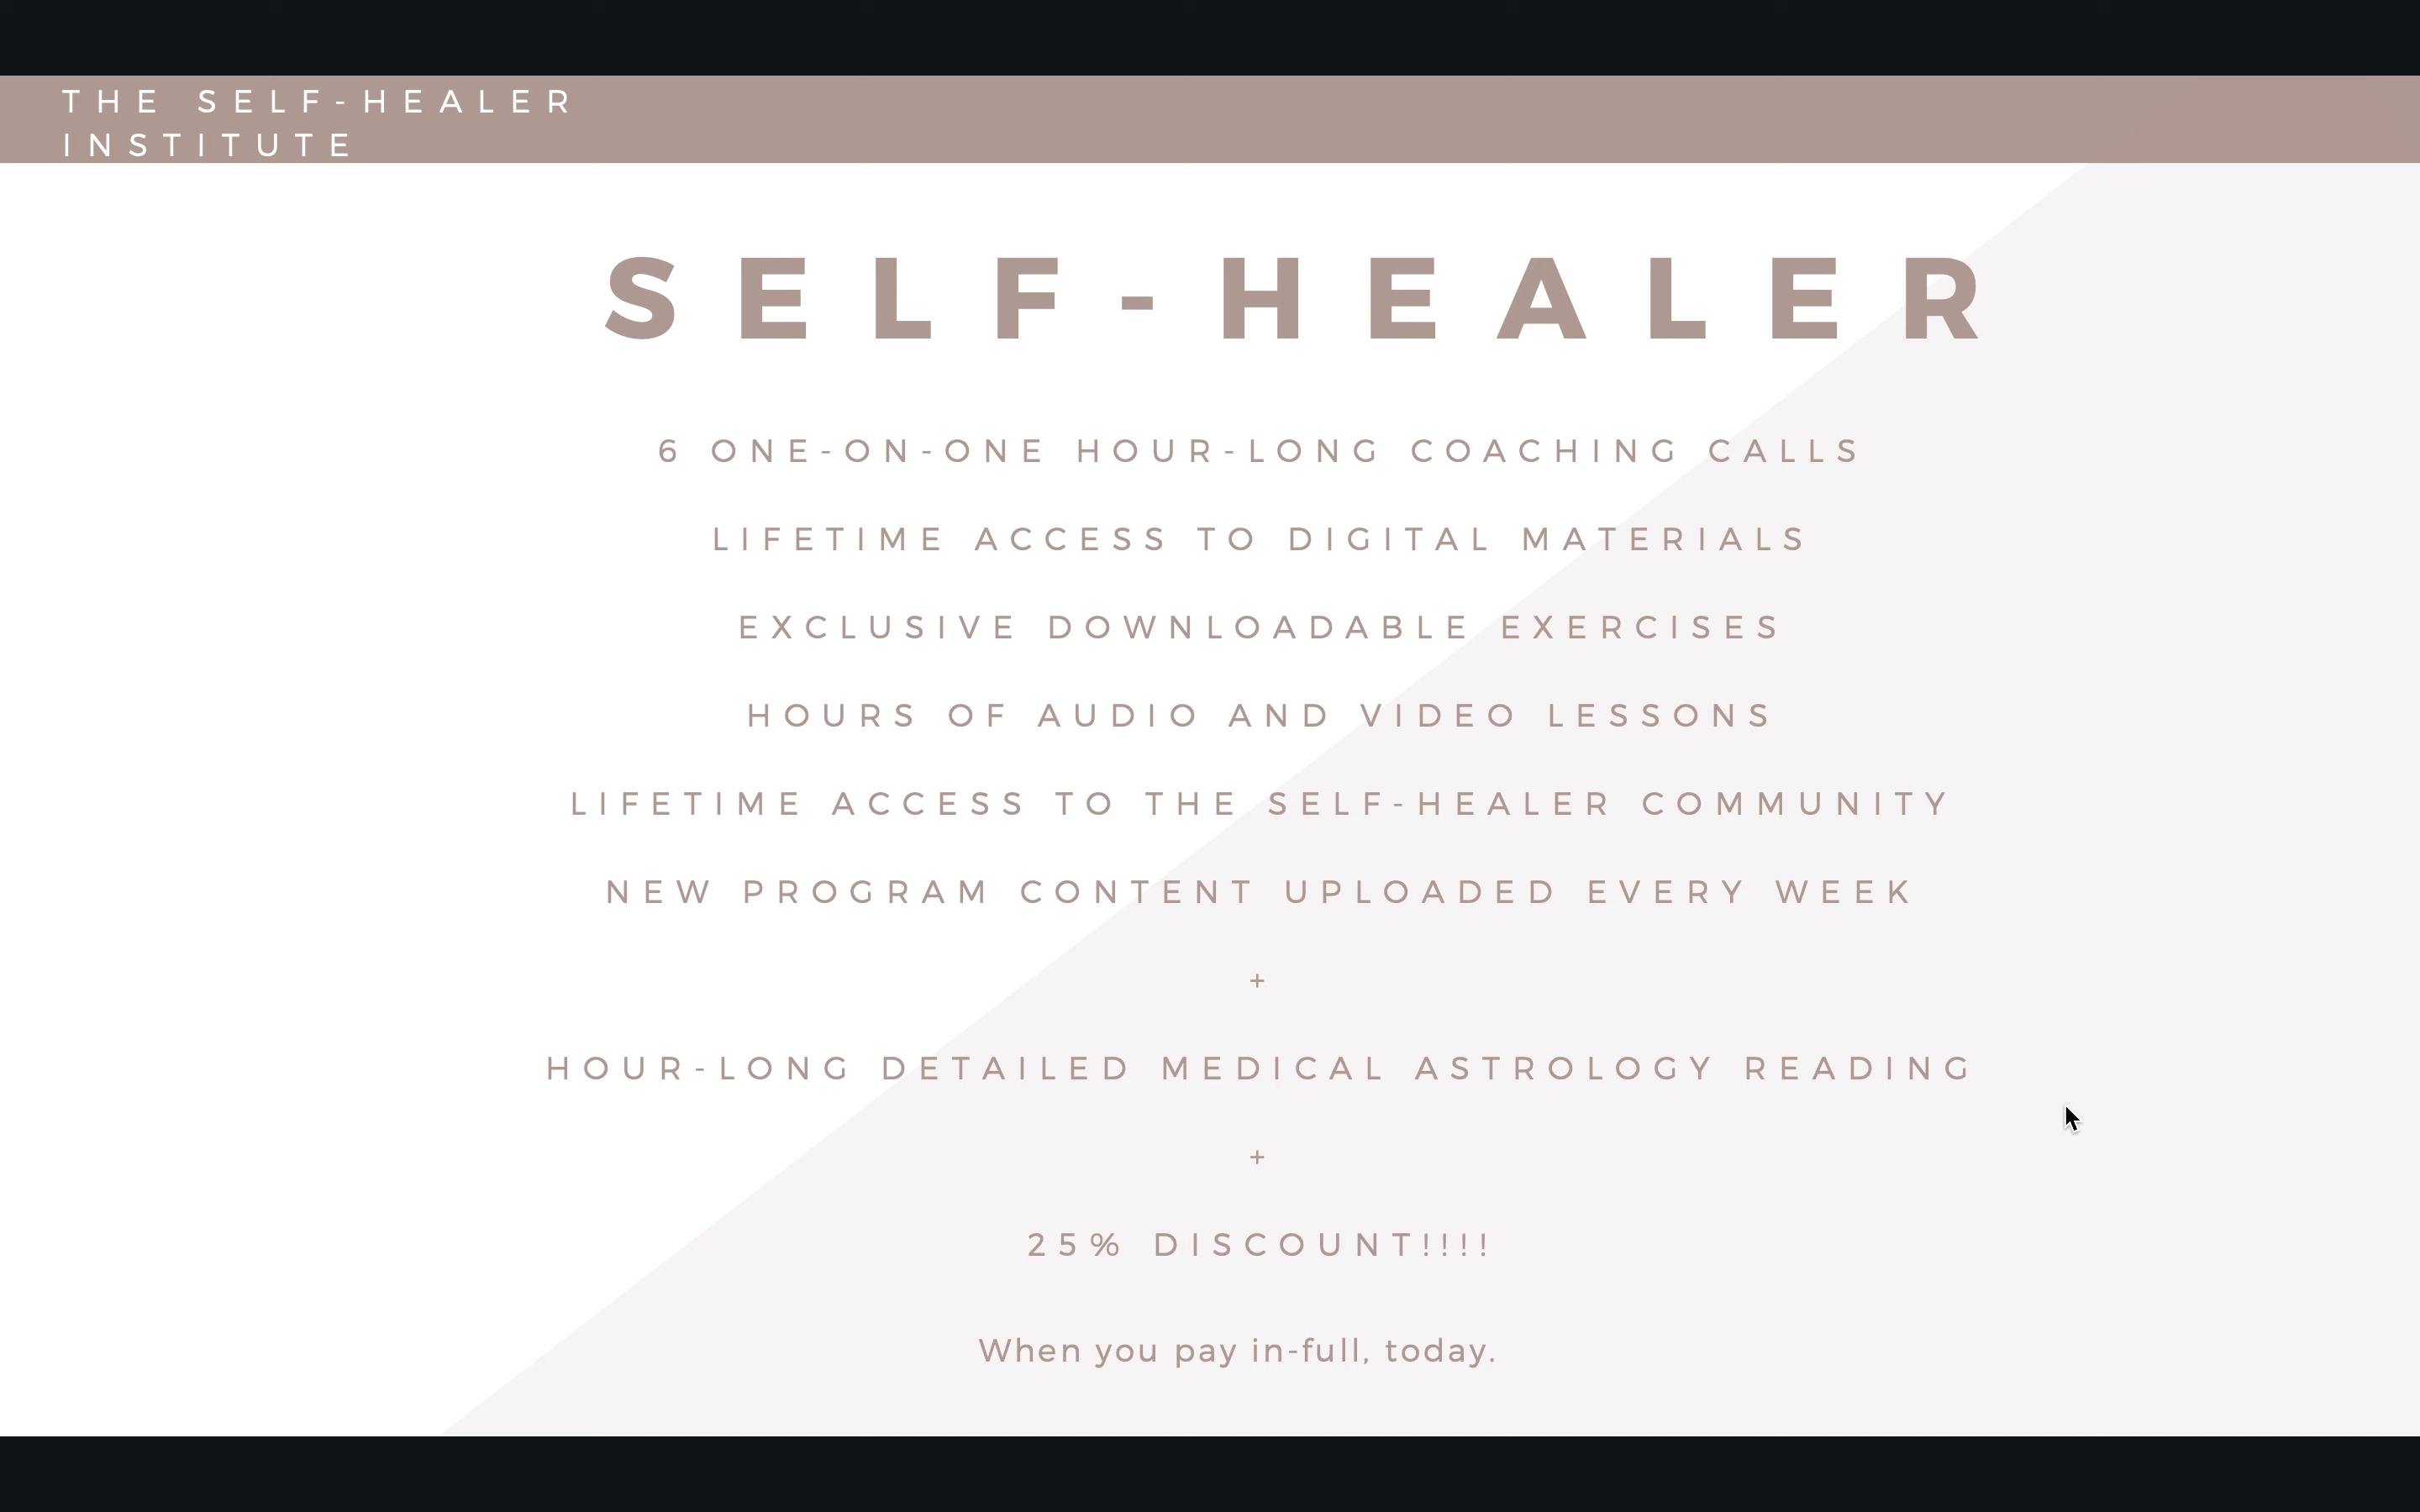 THE SELF-HEALER
INSTITUTE
SELF-HEALER
6 ONE-ON-ONE HOUR-LONG COACHING CALLS
LIFETIME ACCESS TO DIGITAL MATERIALS
EXCLUSIVE DOWNLOADABLE EXERCISES
HOURS OF AUDIO AND VIDEO LESSONS
LIFETIME ACCESS TO THE SELF-HEALER COMMUNITY
NEW PROGRAM CONTENT UPLOADED EVERY WEEK
+
HOUR-LONG DETAILED MEDICAL ASTROLOGY READING
+
25% DISCOUNT!!!!
When you pay in-full, today.